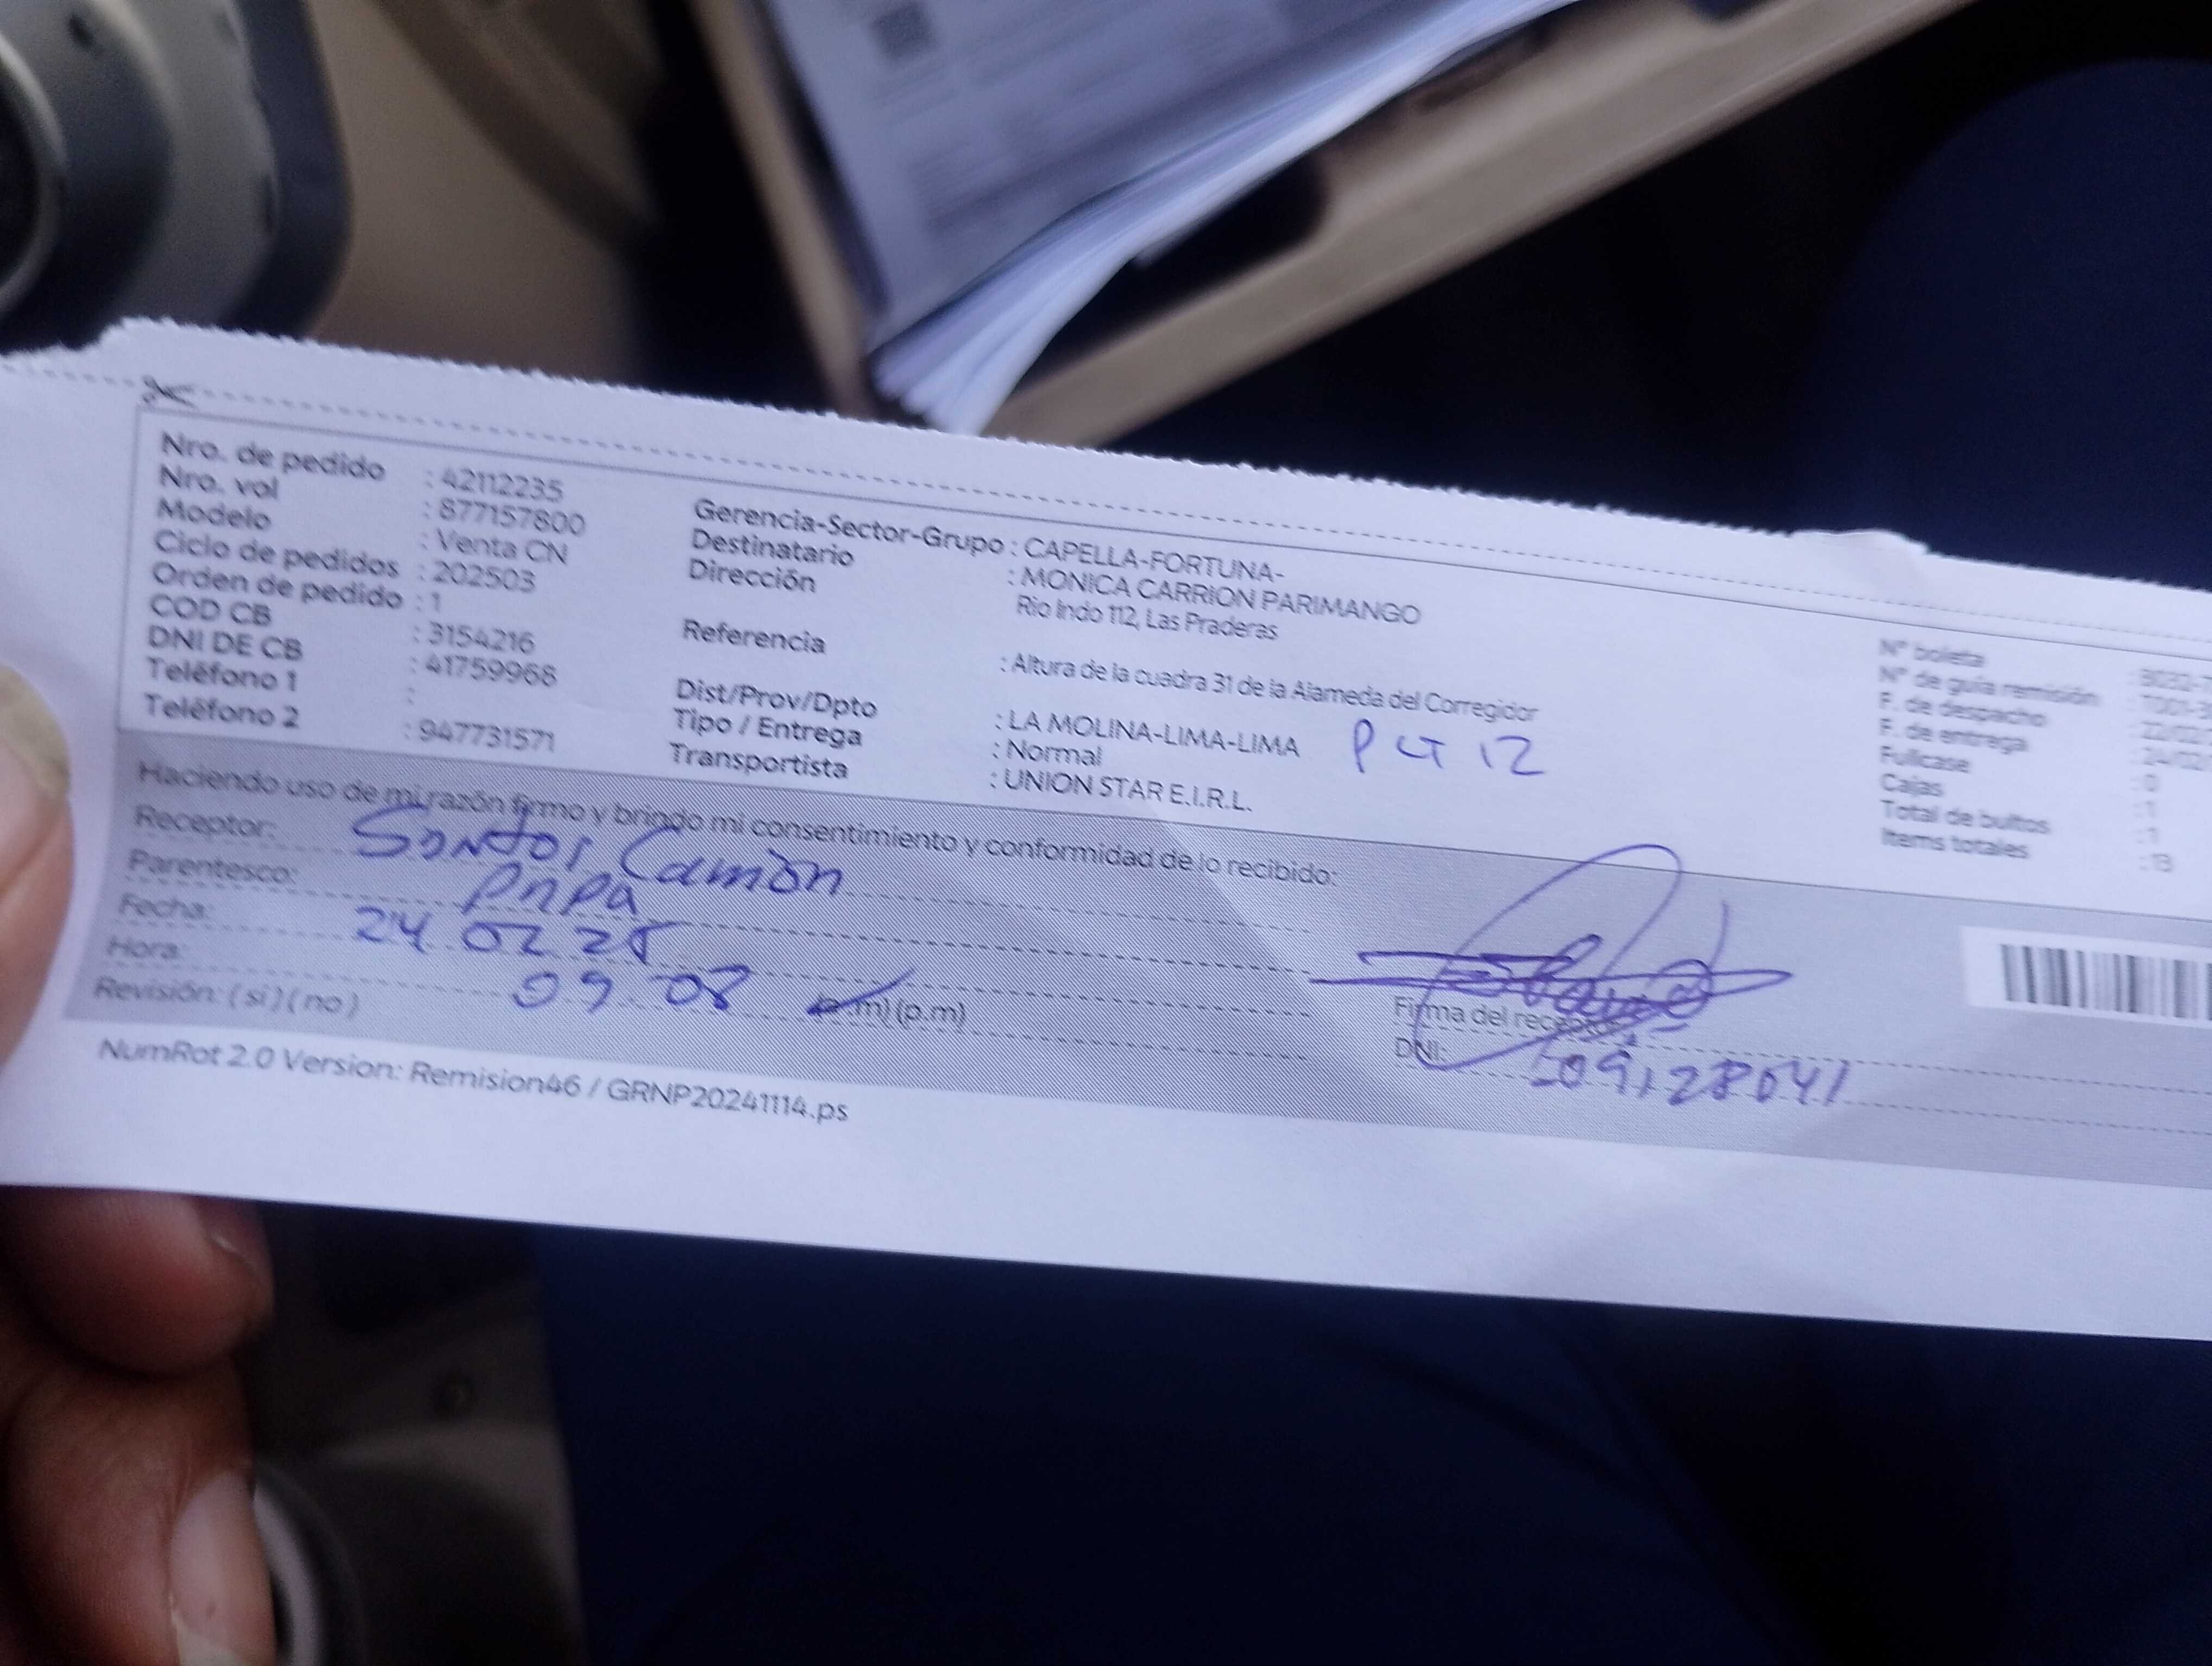 Nro. de pedido : 42112235
Nro. vol : 877157800
Modelo : Venta CN
Ciclo de pedidos : 202503
Orden de pedido : 1
COD CB : 3154216
DNI DE CB : 41759968
Teléfono 1 :
Teléfono 2 : 947731571
Gerencia-Sector-Grupo : CAPELLA-FORTUNA-
Destinatario : MONICA CARRION PARIMANGO
Dirección Rio Indo 112, Las Praderas
Referencia : Altura de la cuadra 31 de la Alameda del Corregidor
Dist/Prov/Dpto : LA MOLINA-LIMA-LIMA
Tipo / Entrega : Normal
Transportista : UNION STAR E.I.R.L.
N° boleta
N° de guía remisión
F. de despacho
F. de entrega
Fullcase : 0
Cajas : 1
Total de bultos : 1
Items totales : 13
Haciendo uso de mi razón firmo y brindo mi consentimiento y conformidad de lo recibido:
Receptor: Santos
Parentesco: papa
Fecha: 24 02 25
Hora: 09 08 (a.m) (p.m)
Revisión: (si) (no)
Firma del receptor
DNI: 09128041
NumRot 2.0 Version: Remision46 / GRNP20241114.ps